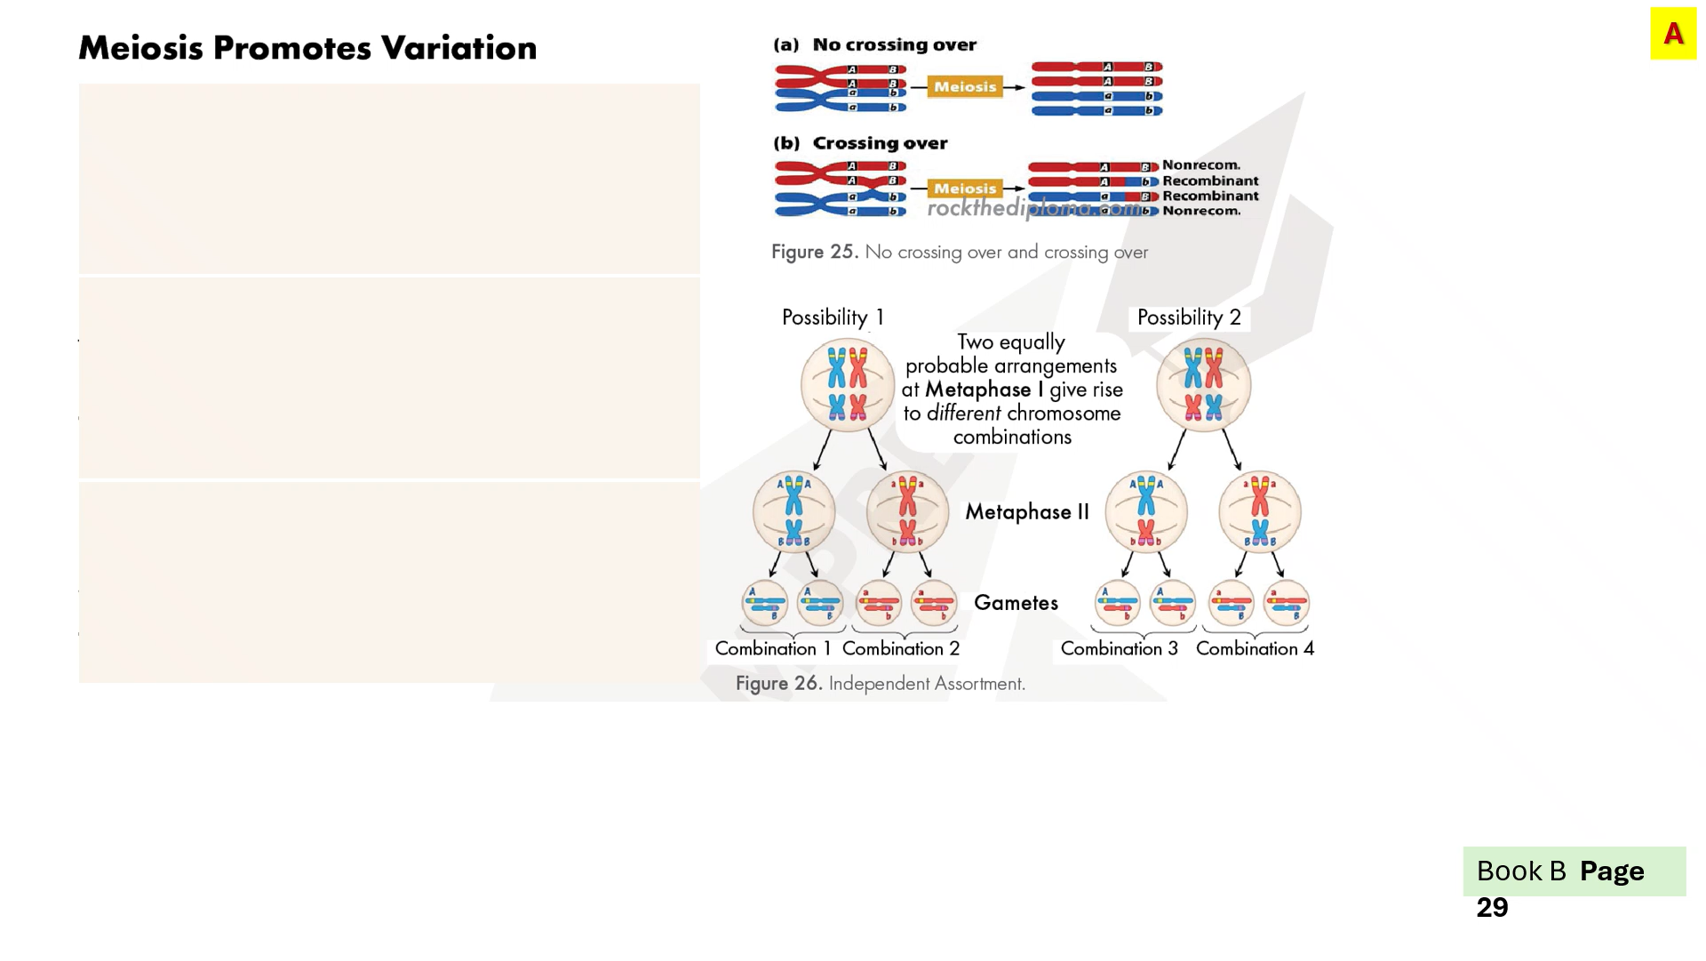 Meiosis Promotes Variation
A
(a) No crossing over
A B
A B
a b
a b
Meiosis
A B
A B
a b
a b
(b) Crossing over
A B
A B
a b
a b
Meiosis
A B Nonrecom.
A b Recombinant
a B Recombinant
a b Nonrecom.
rockthediploma.com
Figure 25. No crossing over and crossing over
Possibility 1
Possibility 2
Two equally
probable arrangements
at Metaphase I give rise
to different chromosome
combinations
A A
B B
a a
b b
Metaphase II
A A
b b
a a
B B
A
B
A
B
a
b
a
b
Gametes
A
b
A
b
a
B
a
B
Combination 1
Combination 2
Combination 3
Combination 4
Figure 26. Independent Assortment.
Book B Page
29